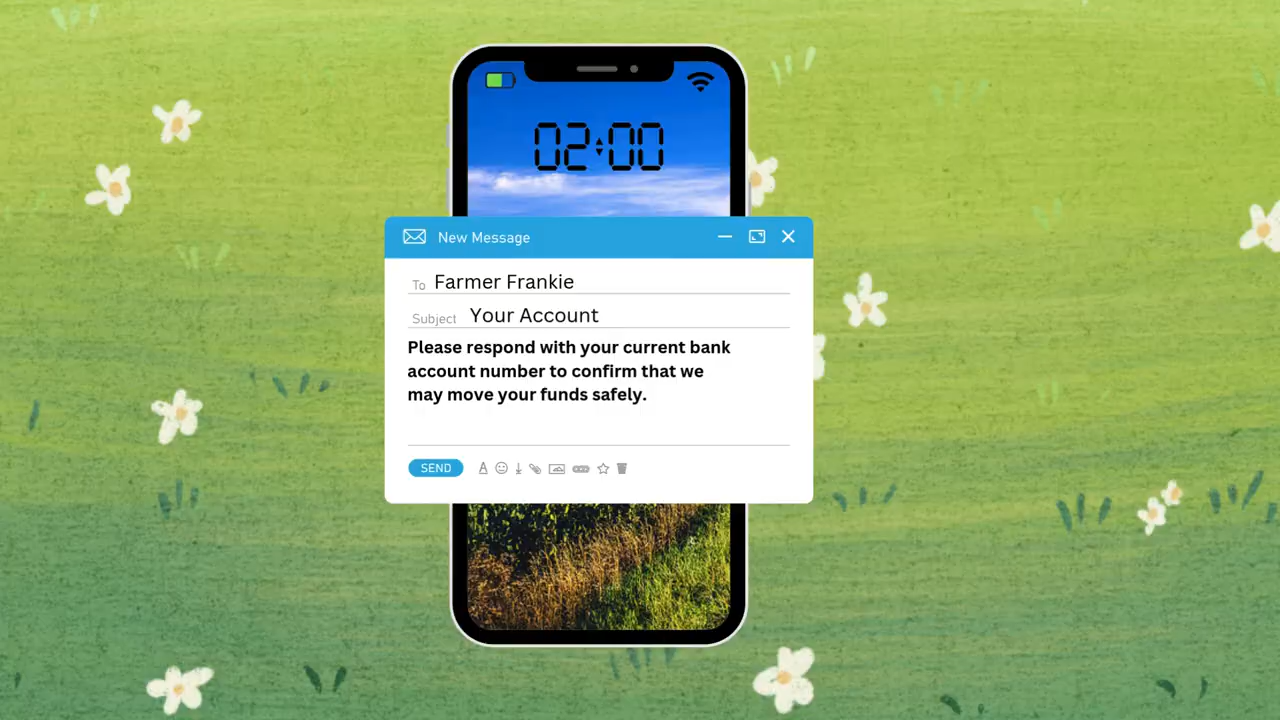 02:00
New Message
To Farmer Frankie
Subject Your Account
Please respond with your current bank
account number to confirm that we
may move your funds safely.
SEND